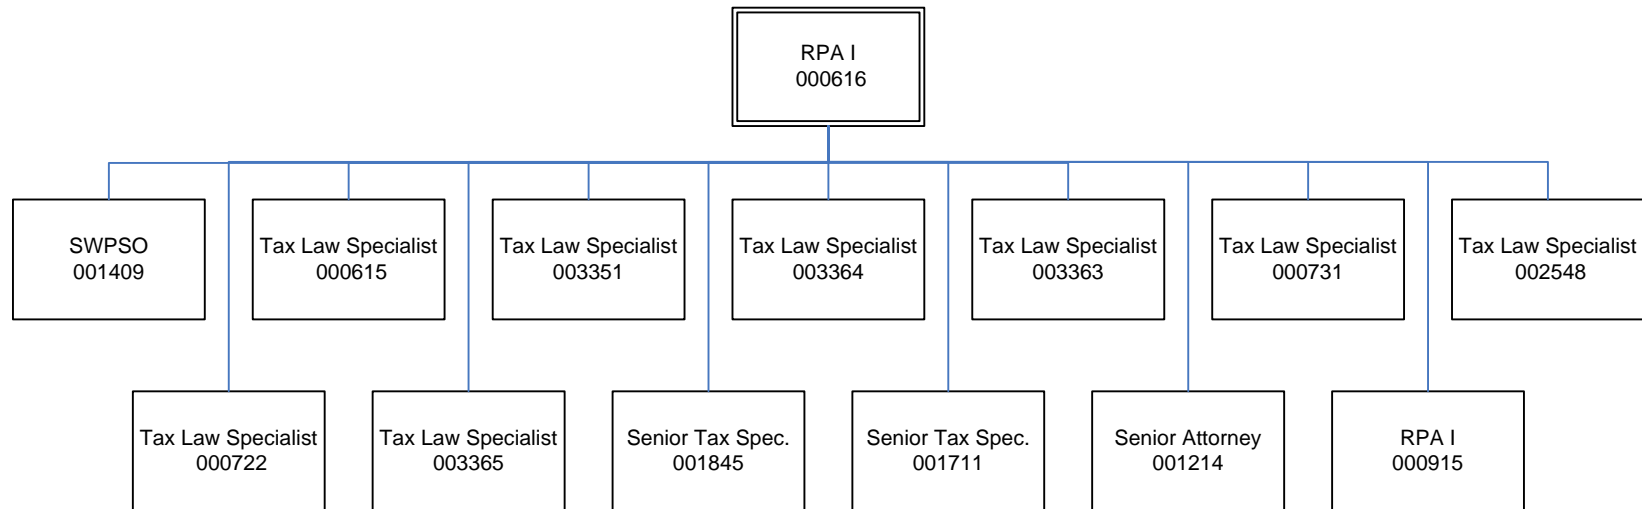 RPA I
000616
SWPSO
001409
Tax Law Specialist
000615
Tax Law Specialist
003351
Tax Law Specialist
003364
Tax Law Specialist
003363
Tax Law Specialist
000731
Tax Law Specialist
002548
Tax Law Specialist
000722
Tax Law Specialist
003365
Senior Tax Spec.
001845
Senior Tax Spec.
001711
Senior Attorney
001214
RPA I
000915